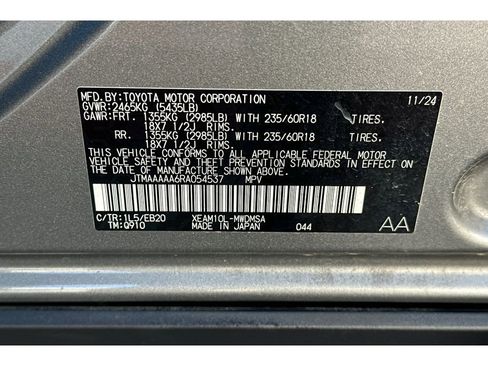 MFD.BY:TOYOTA MOTOR CORPORATION 11/24
GVWR:2465KG (5435LB)
GAWR:FRT. 1355KG (2985LB) WITH 235/60R18 TIRES.
18X7 1/2J RIMS.
RR. 1355KG (2985LB) WITH 235/60R18 TIRES.
18X7 1/2J RIMS.
THIS VEHICLE CONFORMS TO ALL APPLICABLE FEDERAL MOTOR
VEHICLE SAFETY AND THEFT PREVENTION STANDARDS IN EFFECT ON
THE DATE OF MANUFACTURE SHOWN ABOVE.
JTMAAAAA6RA054537 MPV
C/TR:1L5/EB20 XEAM10L-MWDMSA
TM:Q910 MADE IN JAPAN 044 AA